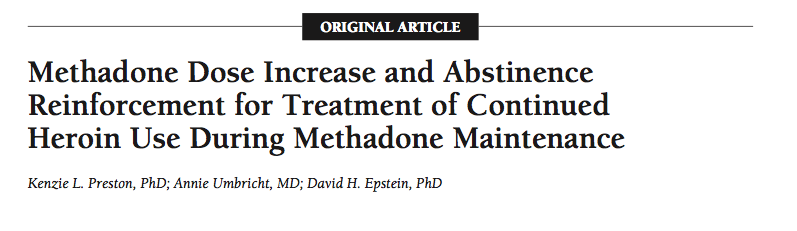 ORIGINAL ARTICLE
Methadone Dose Increase and Abstinence
Reinforcement for Treatment of Continued
Heroin Use During Methadone Maintenance
Kenzie L. Preston, PhD; Annie Umbricht, MD; David H. Epstein, PhD